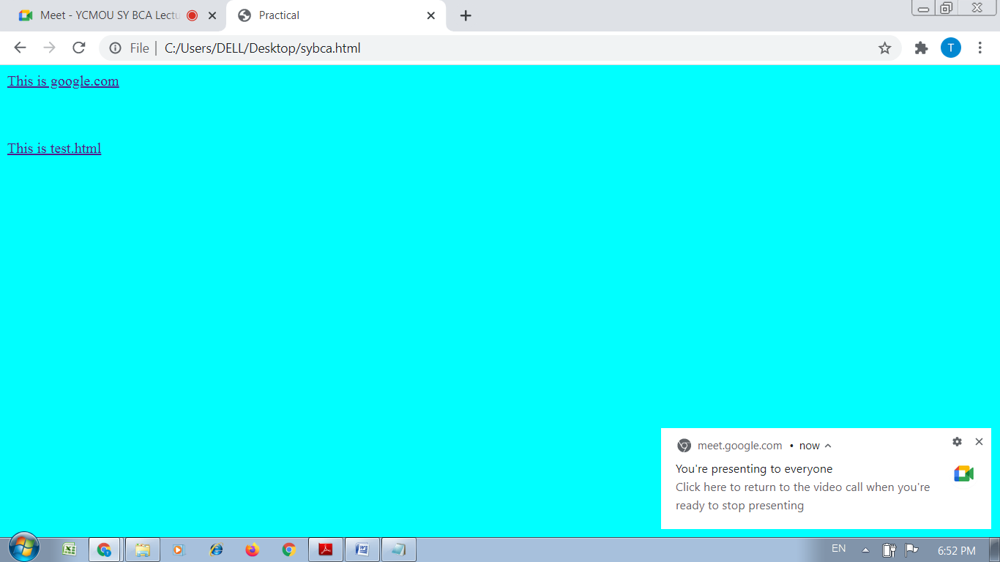 Meet - YCMOU SY BCA Lectu
Practical
File | C:/Users/DELL/Desktop/sybca.html
T
This is google.com
This is test.html
meet.google.com • now
You're presenting to everyone
Click here to return to the video call when you're
ready to stop presenting
EN
6:52 PM